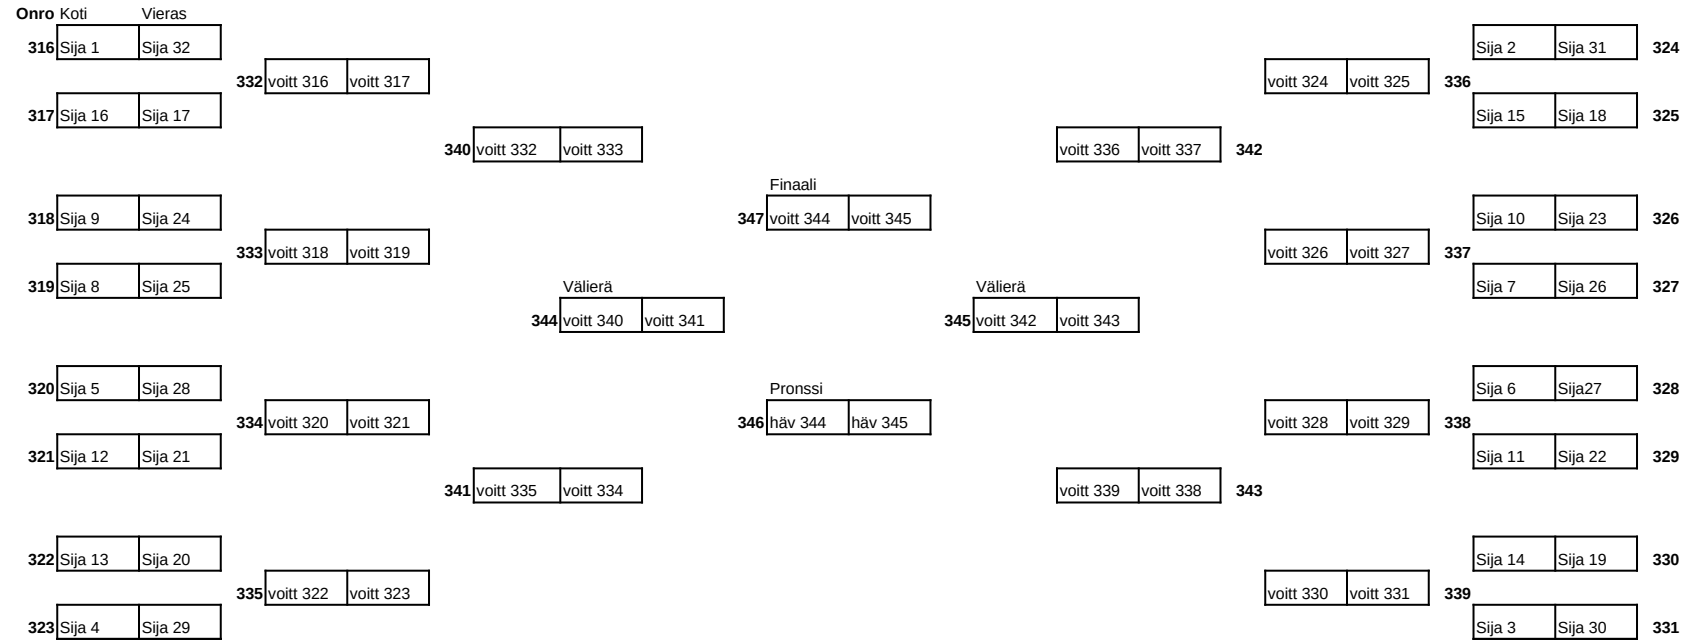 Onro Koti Vieras
316 Sija 1 Sija 32 Sija 2 Sija 31 324
332 voitt 316 voitt 317 voitt 324 voitt 325 336
317 Sija 16 Sija 17 Sija 15 Sija 18 325
340 voitt 332 voitt 333 voitt 336 voitt 337 342
Finaali
318 Sija 9 Sija 24 347 voitt 344 voitt 345 Sija 10 Sija 23 326
333 voitt 318 voitt 319 voitt 326 voitt 327 337
319 Sija 8 Sija 25 Välierä Välierä Sija 7 Sija 26 327
344 voitt 340 voitt 341 345 voitt 342 voitt 343
320 Sija 5 Sija 28 Pronssi Sija 6 Sija27 328
334 voitt 320 voitt 321 346 häv 344 häv 345 voitt 328 voitt 329 338
321 Sija 12 Sija 21 Sija 11 Sija 22 329
341 voitt 335 voitt 334 voitt 339 voitt 338 343
322 Sija 13 Sija 20 Sija 14 Sija 19 330
335 voitt 322 voitt 323 voitt 330 voitt 331 339
323 Sija 4 Sija 29 Sija 3 Sija 30 331